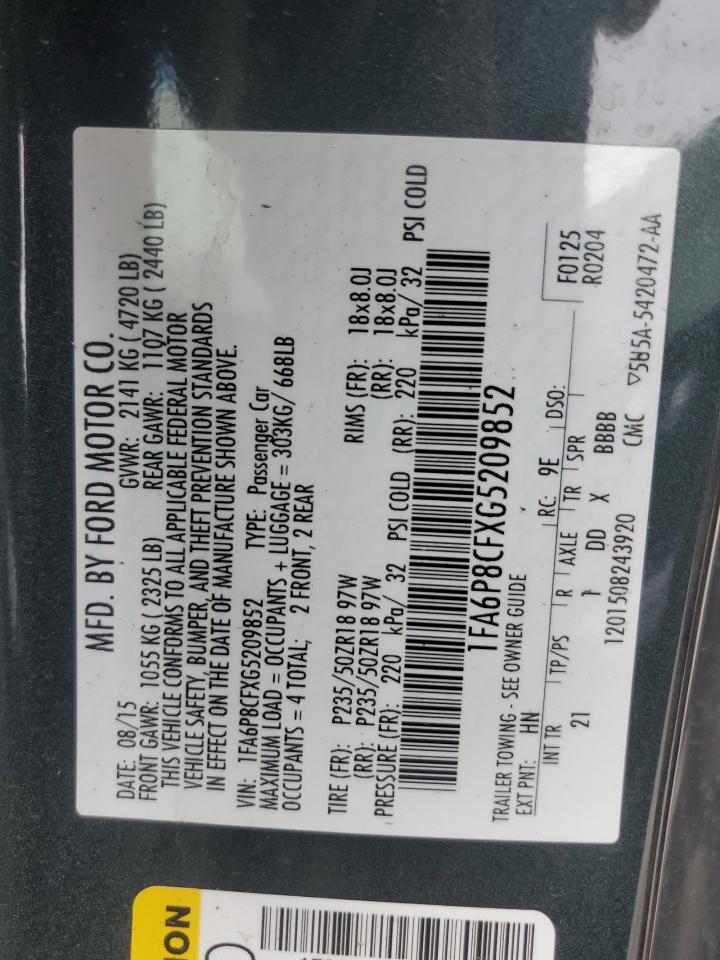 MFD. BY FORD MOTOR CO.
DATE: 08/15 GVWR: 2141 KG ( 4720 LB)
FRONT GAWR: 1055 KG ( 2325 LB) REAR GAWR: 1107 KG ( 2440 LB)
THIS VEHICLE CONFORMS TO ALL APPLICABLE FEDERAL MOTOR
VEHICLE SAFETY, BUMPER, AND THEFT PREVENTION STANDARDS
IN EFFECT ON THE DATE OF MANUFACTURE SHOWN ABOVE.
VIN: 1FA6P8CFXG5209852 TYPE: Passenger Car
MAXIMUM LOAD = OCCUPANTS + LUGGAGE = 303KG/ 668LB
OCCUPANTS = 4 TOTAL; 2 FRONT, 2 REAR
TIRE (FR): P235/50ZR18 97W RIMS (FR): 18x8.0J
(RR): P235/50ZR18 97W (RR): 18x8.0J
PRESSURE (FR): 220 kPa/ 32 PSI COLD (RR): 220 kPa/ 32 PSI COLD
1FA6P8CFXG5209852
TRAILER TOWING - SEE OWNER GUIDE
EXT PNT: HN RC: 9E DSO: F0125
R0204
INT TR TP/PS R AXLE TR SPR
21 1 DD X BBBB
1201508243920 CMC ▽5U5A-5420472-AA